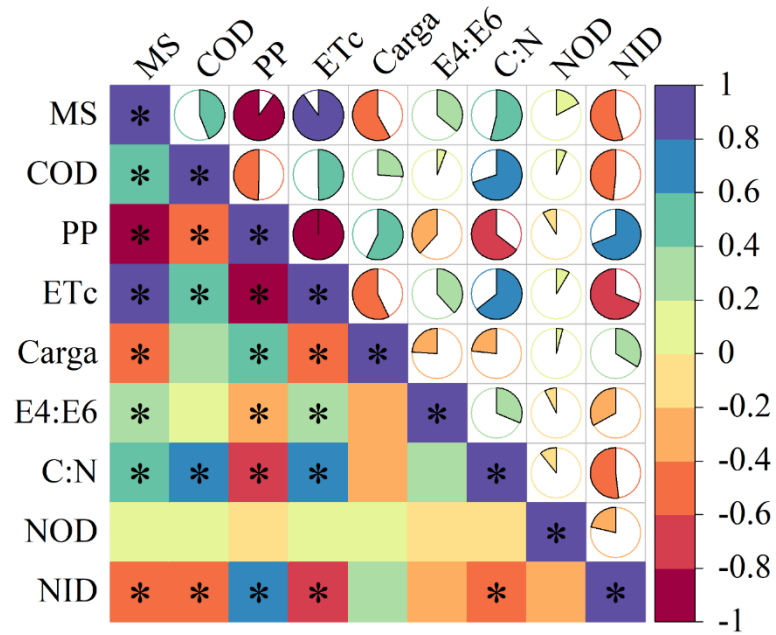 MS COD PP ETc Carga E4:E6 C:N NOD NID
MS
COD
PP
ETc
Carga
E4:E6
C:N
NOD
NID
*
* *
* * *
* * * *
* * * *
* * * *
* * * * *
*
* * * * * *
1
0.8
0.6
0.4
0.2
0
-0.2
-0.4
-0.6
-0.8
-1